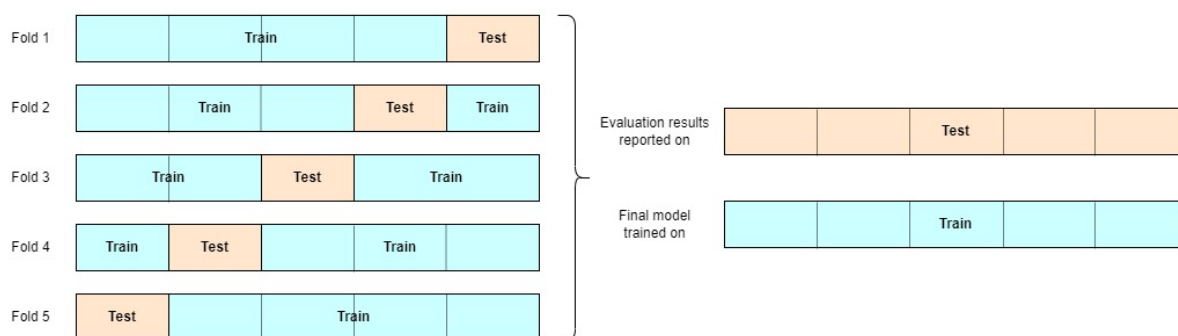 Fold 1
Train
Test
Fold 2
Train
Test
Train
Fold 3
Train
Test
Train
Fold 4
Train
Test
Train
Fold 5
Test
Train
Evaluation results
reported on
Test
Final model
trained on
Train